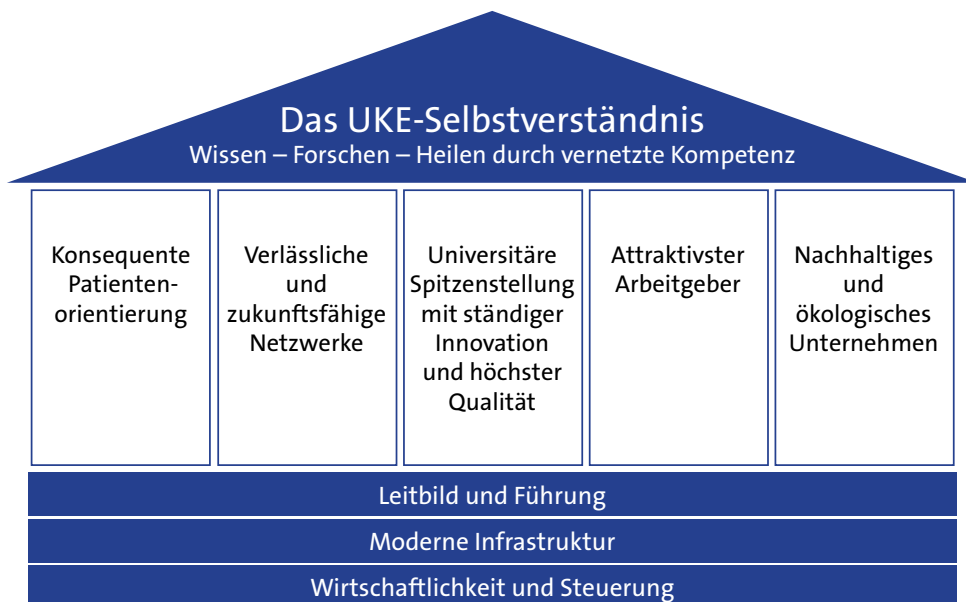 Das UKE-Selbstverständnis
Wissen – Forschen – Heilen durch vernetzte Kompetenz
Konsequente
Patienten-
orientierung
Verlässliche
und
zukunftsfähige
Netzwerke
Universitäre
Spitzenstellung
mit ständiger
Innovation
und höchster
Qualität
Attraktivster
Arbeitgeber
Nachhaltiges
und
ökologisches
Unternehmen
Leitbild und Führung
Moderne Infrastruktur
Wirtschaftlichkeit und Steuerung